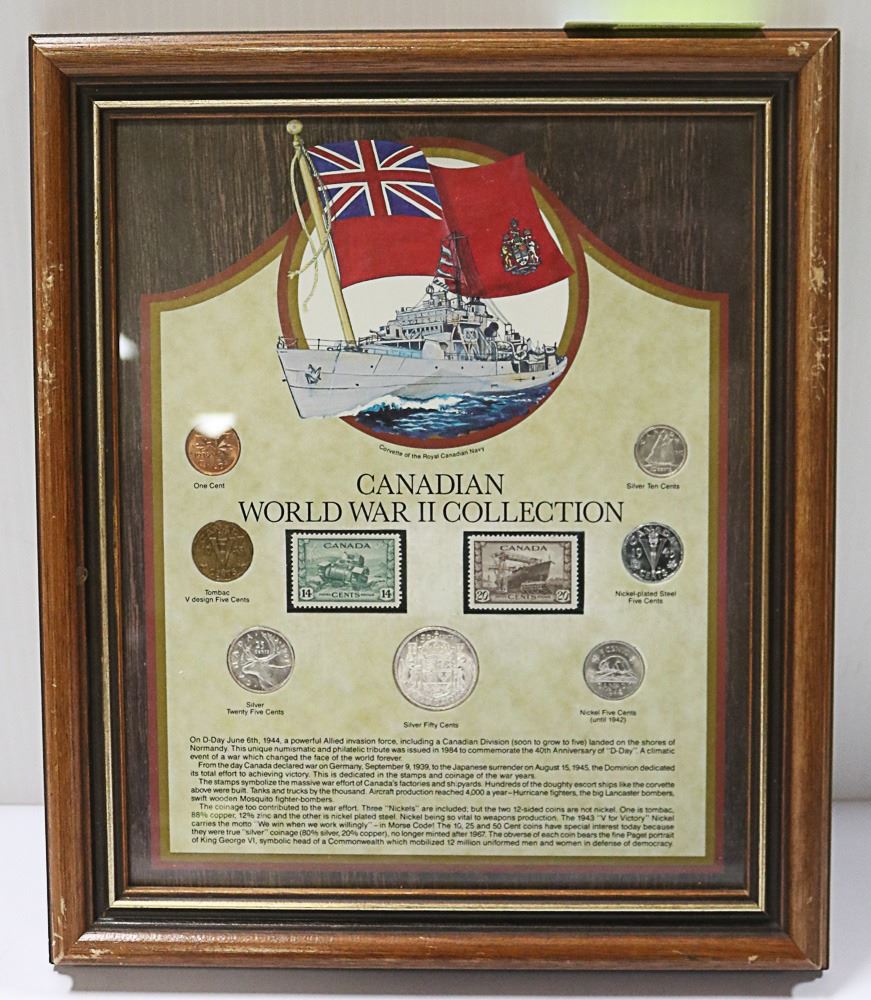 Corvette of the Royal Canadian Navy
CANADIAN
WORLD WAR II COLLECTION
One Cent
Silver Ten Cents
CANADA
14 CENTS 14
CANADA
20 CENTS 20
Tombac
V design Five Cents
Nickel-plated Steel
Five Cents
Silver
Twenty Five Cents
Silver Fifty Cents
Nickel Five Cents
(until 1942)
On D-Day June 6th, 1944, a powerful Allied invasion force, including a Canadian Division (soon to grow to five) landed on the shores of
Normandy. This unique numismatic and philatelic tribute was issued in 1984 to commemorate the 40th Anniversary of "D-Day". A climatic
event of a war which changed the face of the world forever.
From the day Canada declared war on Germany, September 9, 1939, to the Japanese surrender on August 15, 1945, the Dominion dedicated
its total effort to achieving victory. This is dedicated in the stamps and coinage of the war years.
The stamps symbolize the massive war effort of Canada's factories and shipyards. Hundreds of the doughty escort ships like the corvette
above were built. Tanks and trucks by the thousand. Aircraft production reached 4,000 a year–Hurricane fighters, the big Lancaster bombers,
swift wooden Mosquito fighter-bombers.
The coinage too contributed to the war effort. Three "Nickels" are included; but the two 12-sided coins are not nickel. One is tombac,
88% copper, 12% zinc and the other is nickel plated steel. Nickel being so vital to weapons production. The 1943 "V for Victory" Nickel
carries the motto "We win when we work willingly" – in Morse Code! The 10, 25 and 50 Cent coins have special interest today because
they were true "silver" coinage (80% silver, 20% copper), no longer minted after 1967. The obverse of each coin bears the fine Paget portrait
of King George VI, symbolic head of a Commonwealth which mobilized 12 million uniformed men and women in defense of democracy.